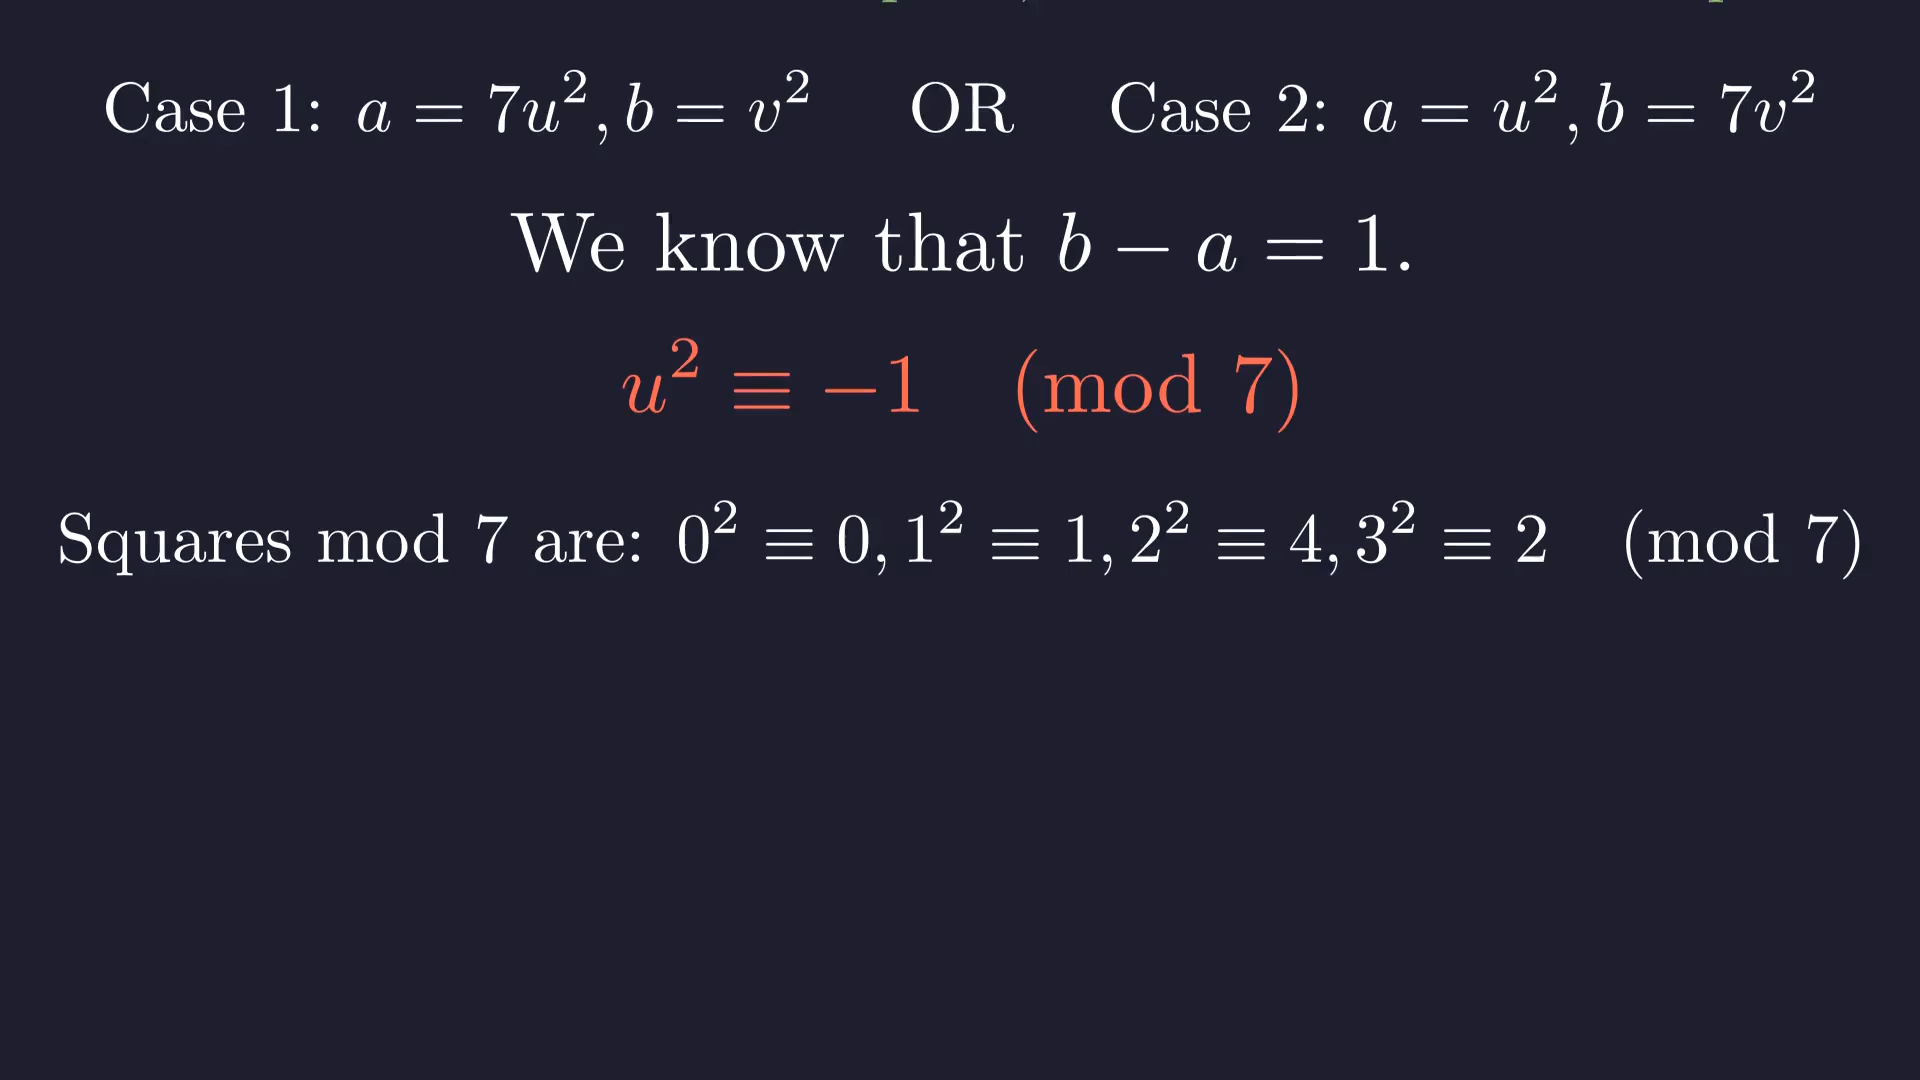 Case 1: a = 7u², b = v² OR Case 2: a = u², b = 7v²
We know that b − a = 1.
u² ≡ −1 (mod 7)
Squares mod 7 are: 0² ≡ 0, 1² ≡ 1, 2² ≡ 4, 3² ≡ 2 (mod 7)